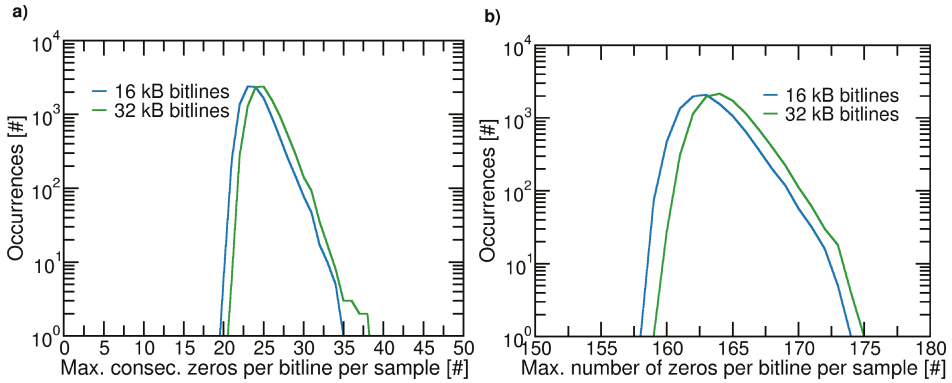 a)
10^4
10^3
10^2
10^1
10^0
Occurrences [#]
16 kB bitlines
32 kB bitlines
0 5 10 15 20 25 30 35 40 45 50
Max. consec. zeros per bitline per sample [#]
b)
10^4
10^3
10^2
10^1
10^0
Occurrences [#]
16 kB bitlines
32 kB bitlines
150 155 160 165 170 175 180
Max. number of zeros per bitline per sample [#]